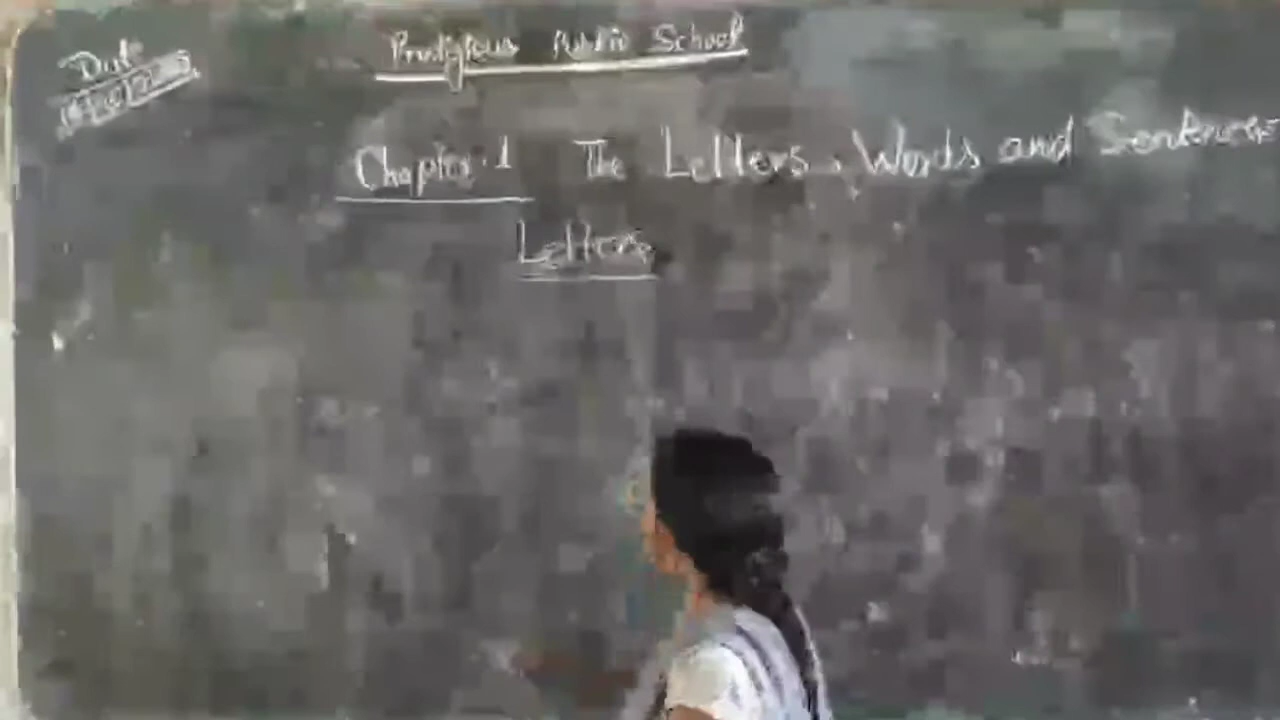 Date
Prodigious Public School
Chapter-1 The Letters, Words and Sentences
Letters